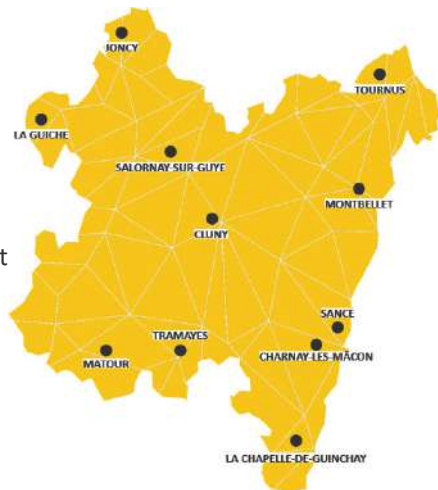 JONCY
TOURNUS
LA GUICHE
SALORNAY-SUR-GUYE
MONTBELLET
CLUNY
t
SANCE
TRAMAYES
MATOUR
CHARNAY-LES-MÂCON
LA CHAPELLE-DE-GUINCHAY